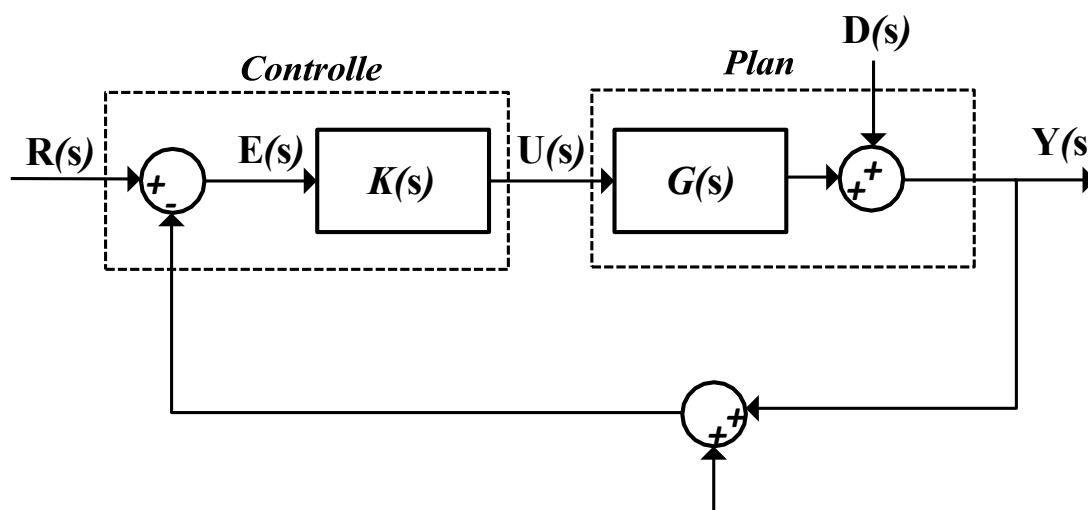 D(s)
Controlle
Plan
R(s)
E(s)
U(s)
Y(s
+
-
K(s)
G(s)
+
+
+
+